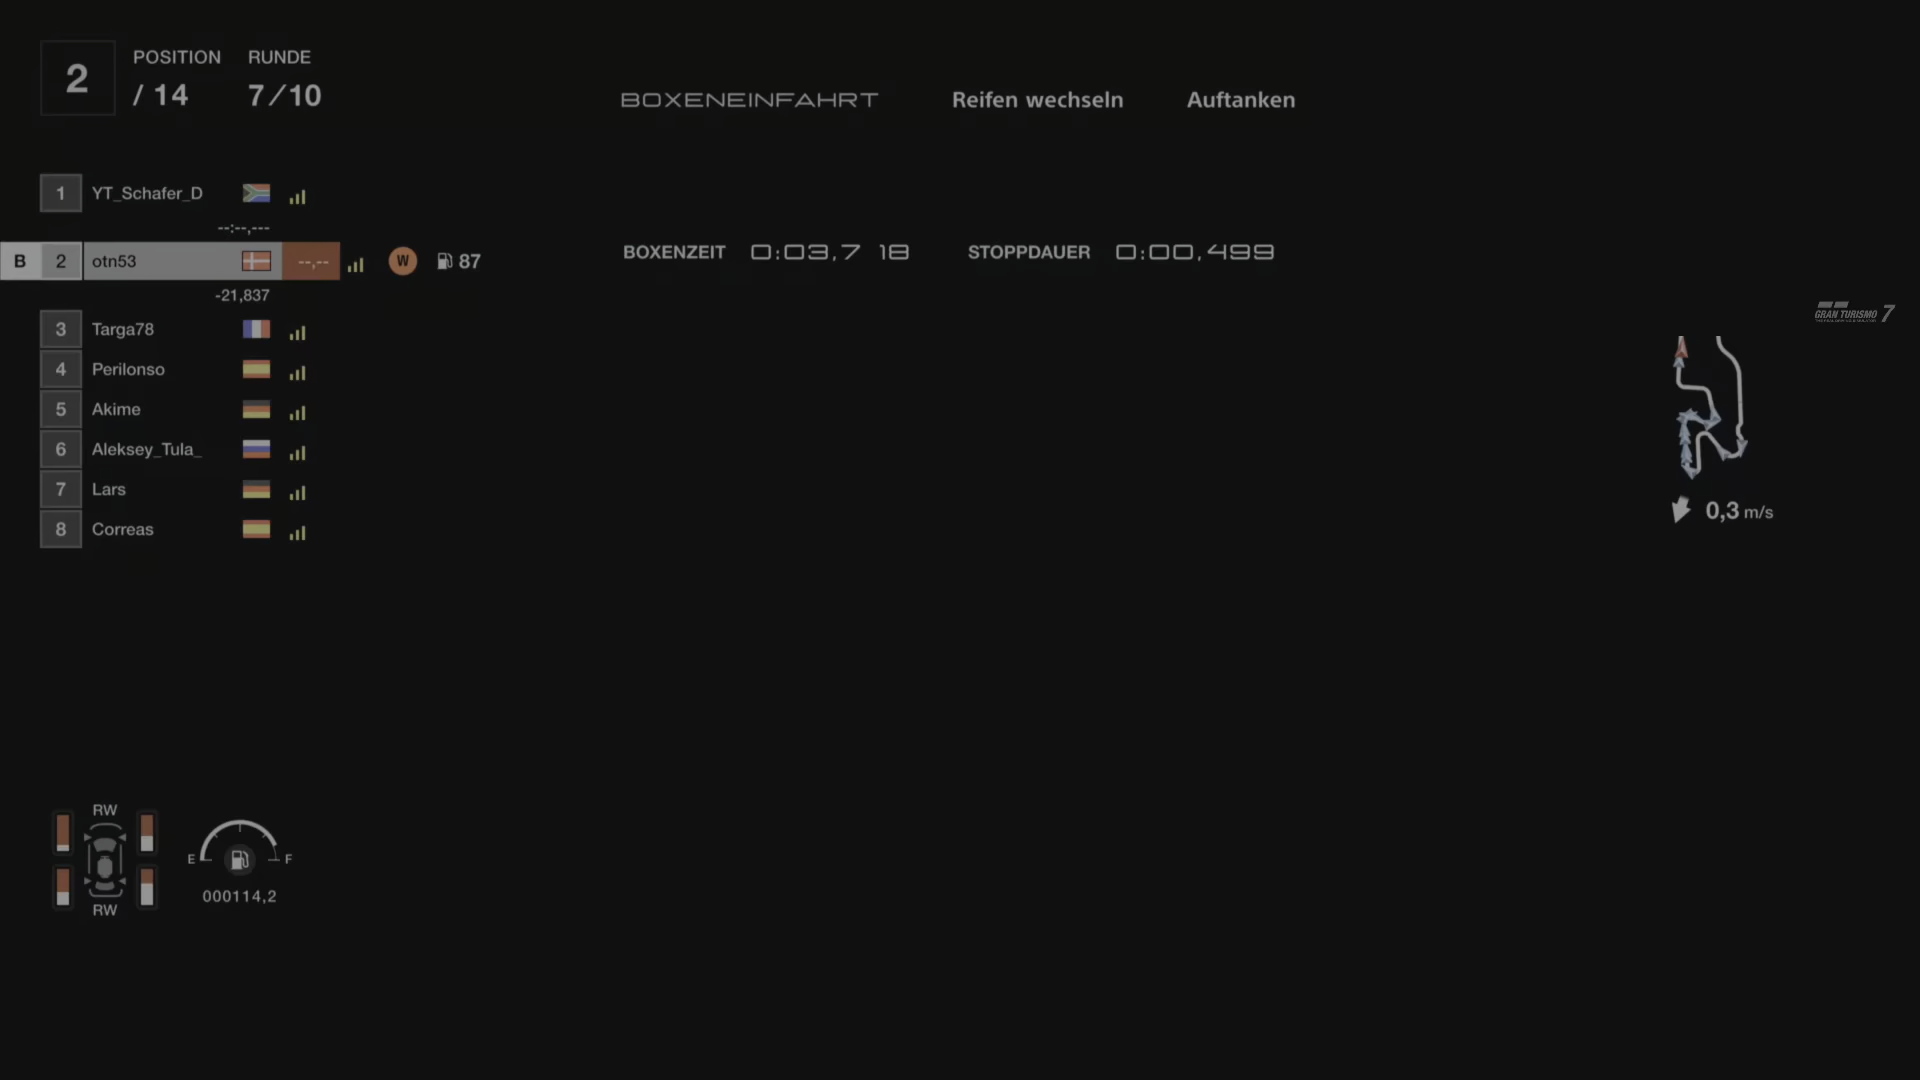 2
POSITION RUNDE
/ 14 7/10
BOXENEINFAHRT Reifen wechseln Auftanken
1 YT_Schafer_D
--:--,---
B 2 otn53 --,-- W 87
BOXENZEIT 0:03,718 STOPPDAUER 0:00,499
-21,837
3 Targa78
4 Perilonso
5 Akime
6 Aleksey_Tula_
7 Lars
8 Correas
GRAN TURISMO 7
0,3 m/s
RW
E F
000114,2
RW